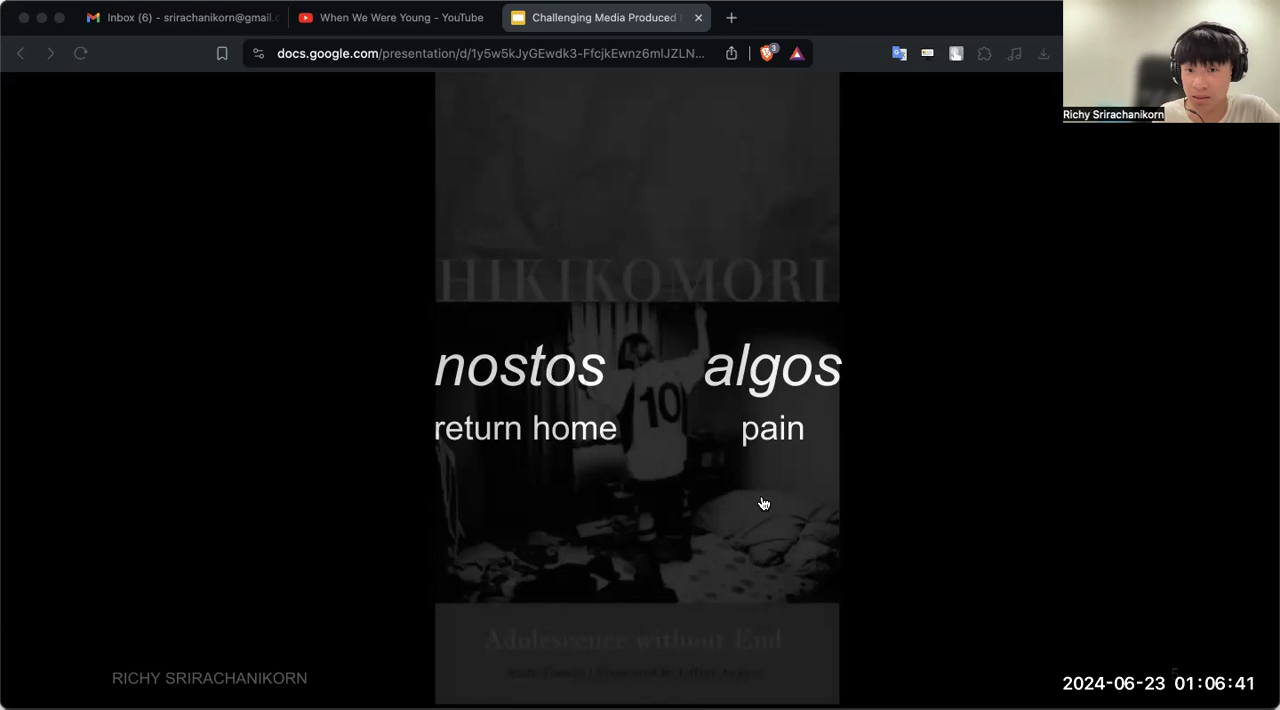 Inbox (6) - srirachanikorn@gmail.c
When We Were Young - YouTube
Challenging Media Produced
docs.google.com/presentation/d/1y5w5kJyGEwdk3-FfcjkEwnz6mIJZLN...
3
Richy Srirachanikorn
HIKIKOMORI
nostos algos
10
return home pain
Adolescence without End
RICHY SRIRACHANIKORN
5
2024-06-23 01:06:41